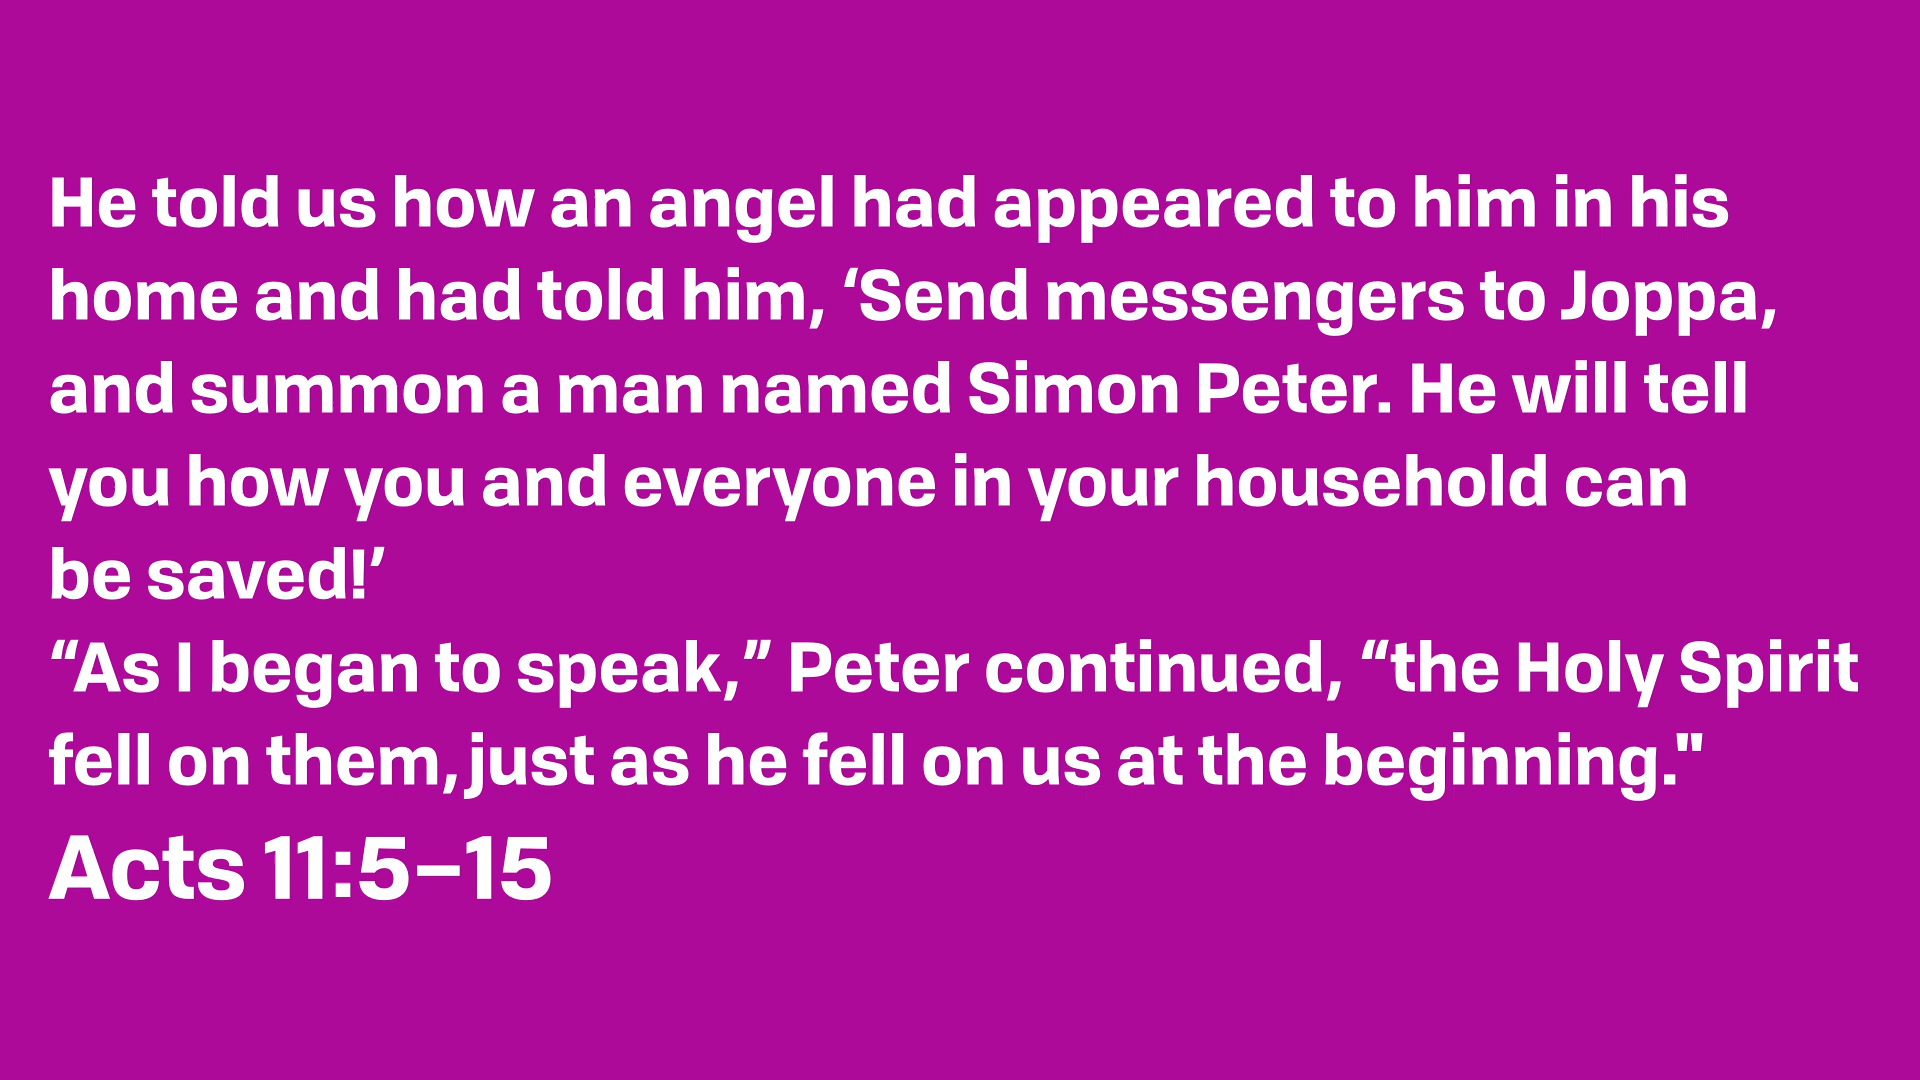 He told us how an angel had appeared to him in his
home and had told him, ‘Send messengers to Joppa,
and summon a man named Simon Peter. He will tell
you how you and everyone in your household can
be saved!’
“As I began to speak,” Peter continued, “the Holy Spirit
fell on them, just as he fell on us at the beginning."
Acts 11:5–15